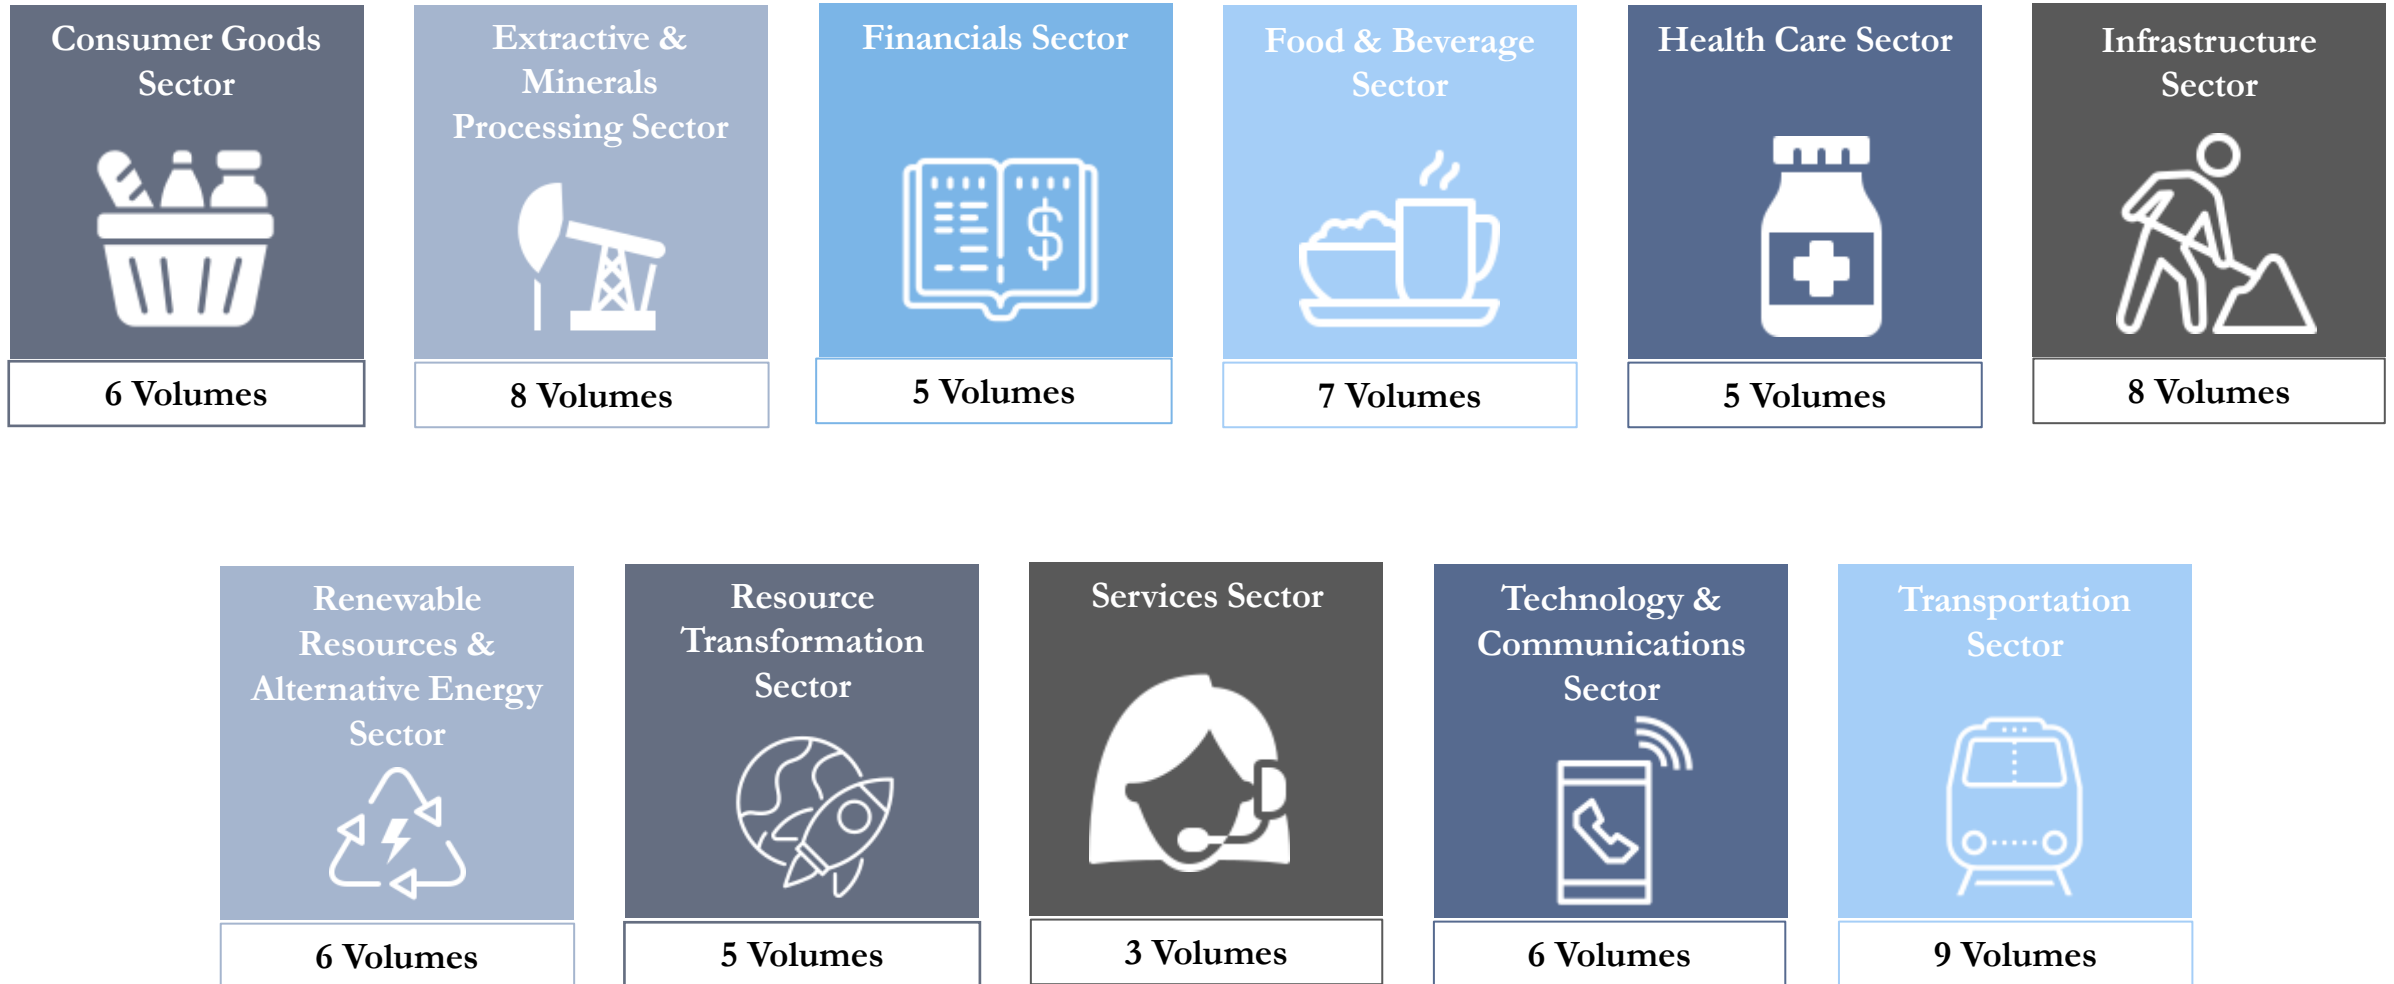 Consumer Goods
Sector
6 Volumes
Extractive &
Minerals
Processing Sector
8 Volumes
Financials Sector
$
5 Volumes
Food & Beverage
Sector
7 Volumes
Health Care Sector
5 Volumes
Infrastructure
Sector
8 Volumes
Renewable
Resources &
Alternative Energy
Sector
6 Volumes
Resource
Transformation
Sector
5 Volumes
Services Sector
3 Volumes
Technology &
Communications
Sector
6 Volumes
Transportation
Sector
9 Volumes